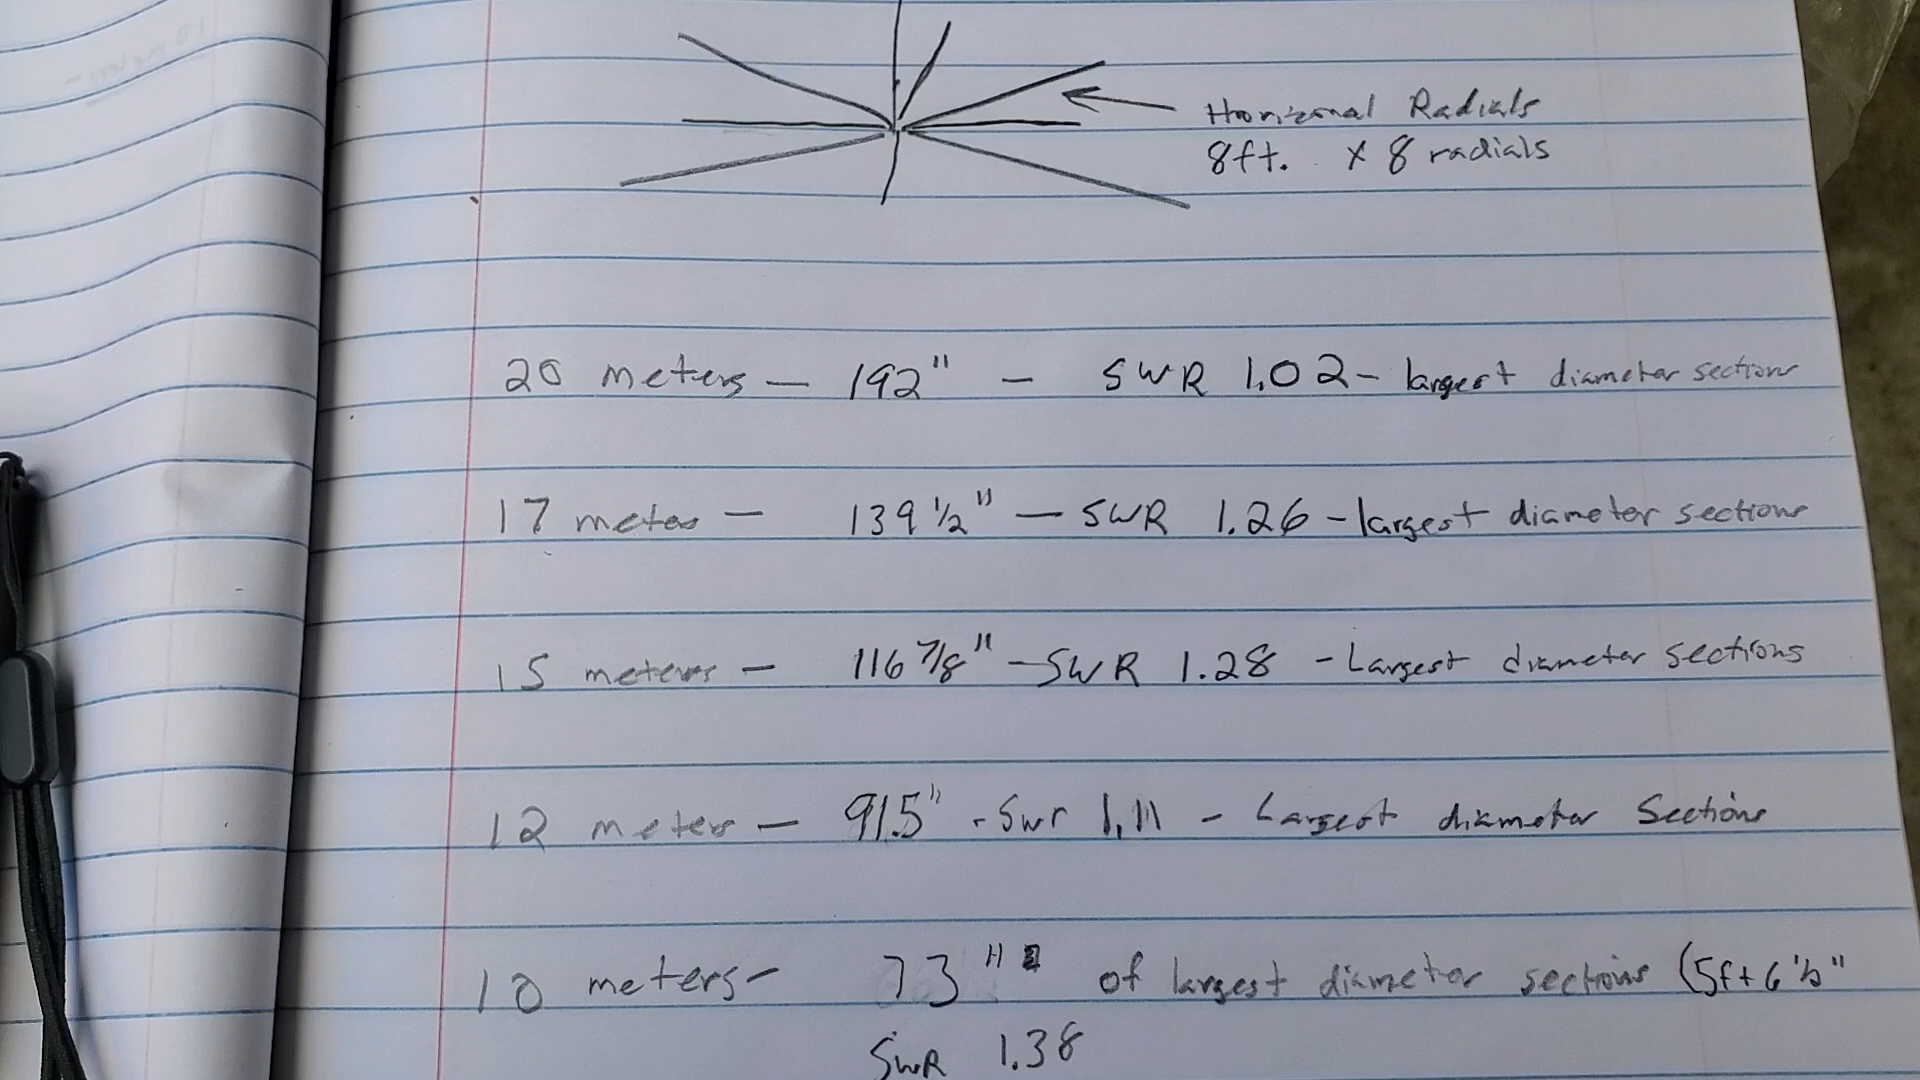 Horizonal Radials
8ft. x 8 radials
20 meters — 192" — SWR 1.02 - largest diameter sections
17 meters — 139 1/2" — SWR 1.26 - largest diameter sections
15 meters — 116 7/8" - SWR 1.28 - Largest diameter sections
12 meters — 91.5" - Swr 1.11 - Largest diameter Sections
10 meters - 73" of largest diameter sections (5ft 6 1/2"
SWR 1.38